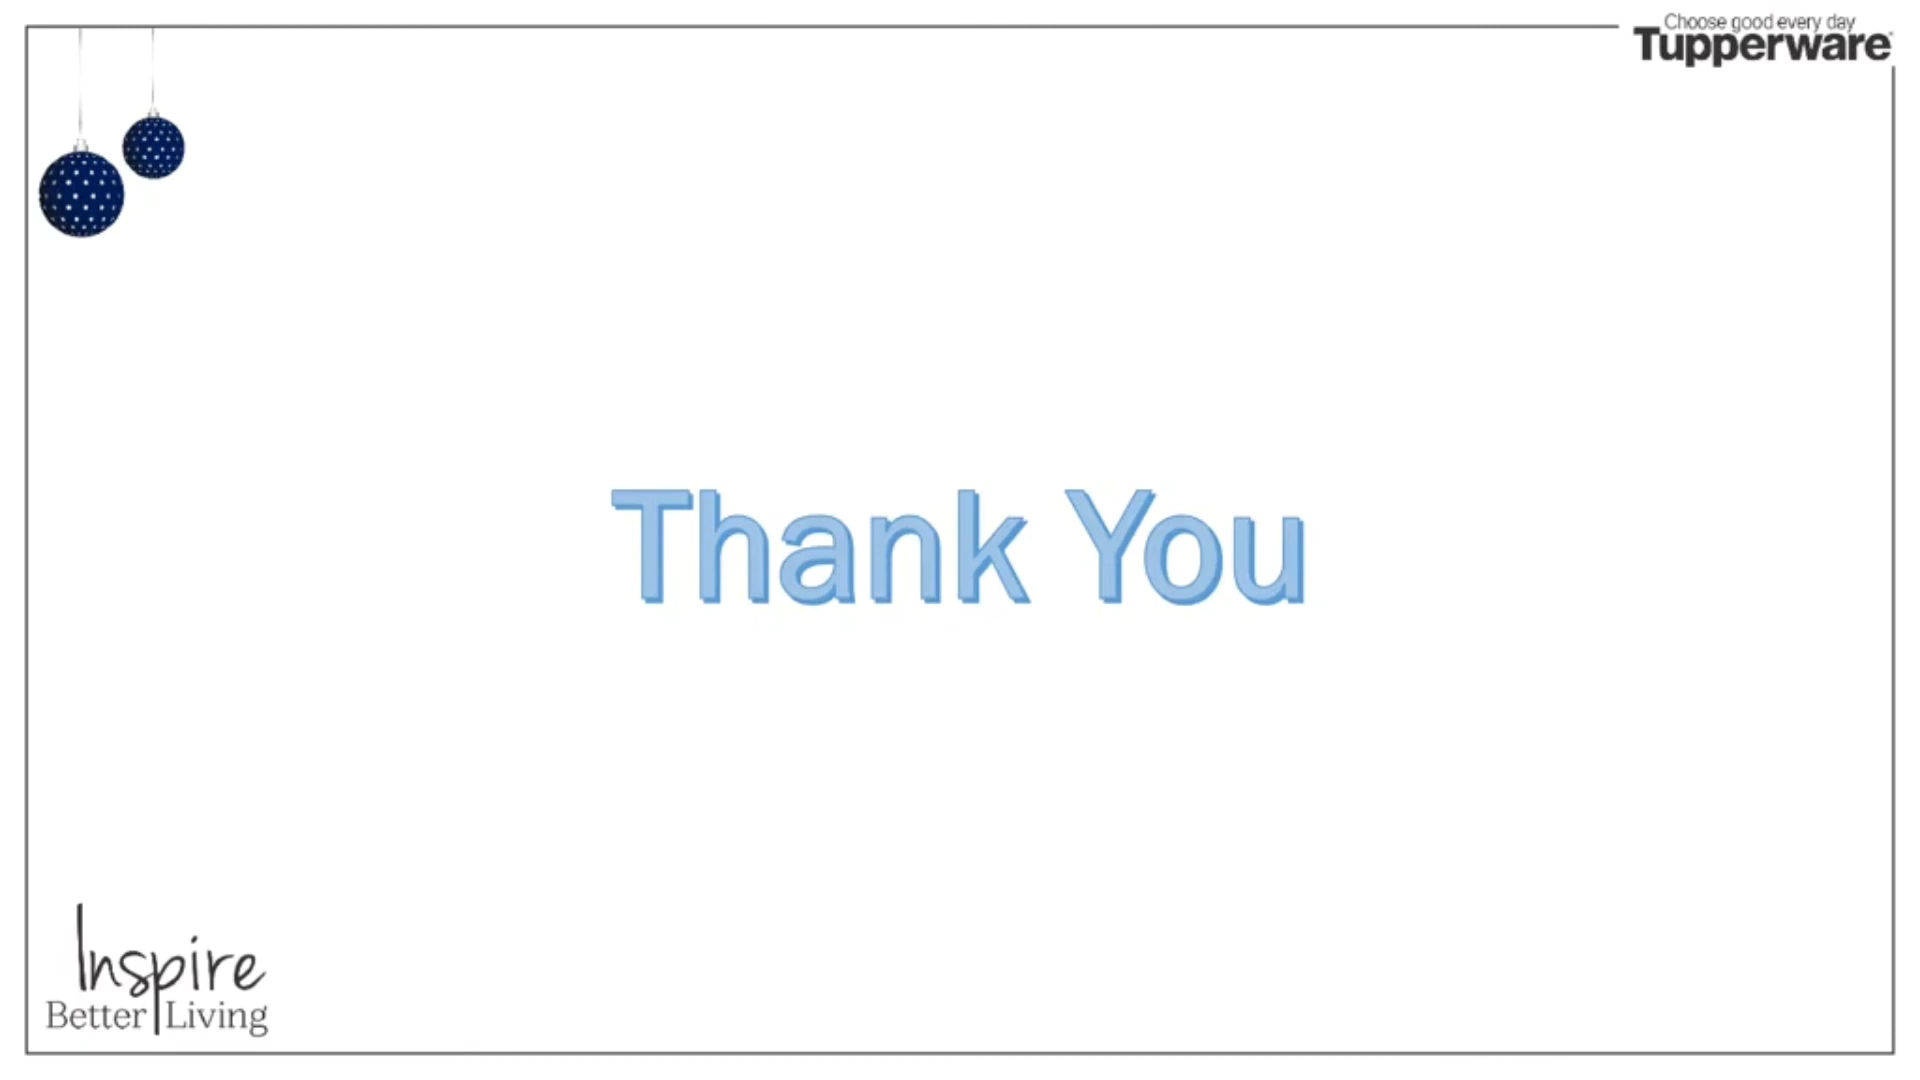 Choose good every day
Tupperware
Thank You
Inspire
Better Living